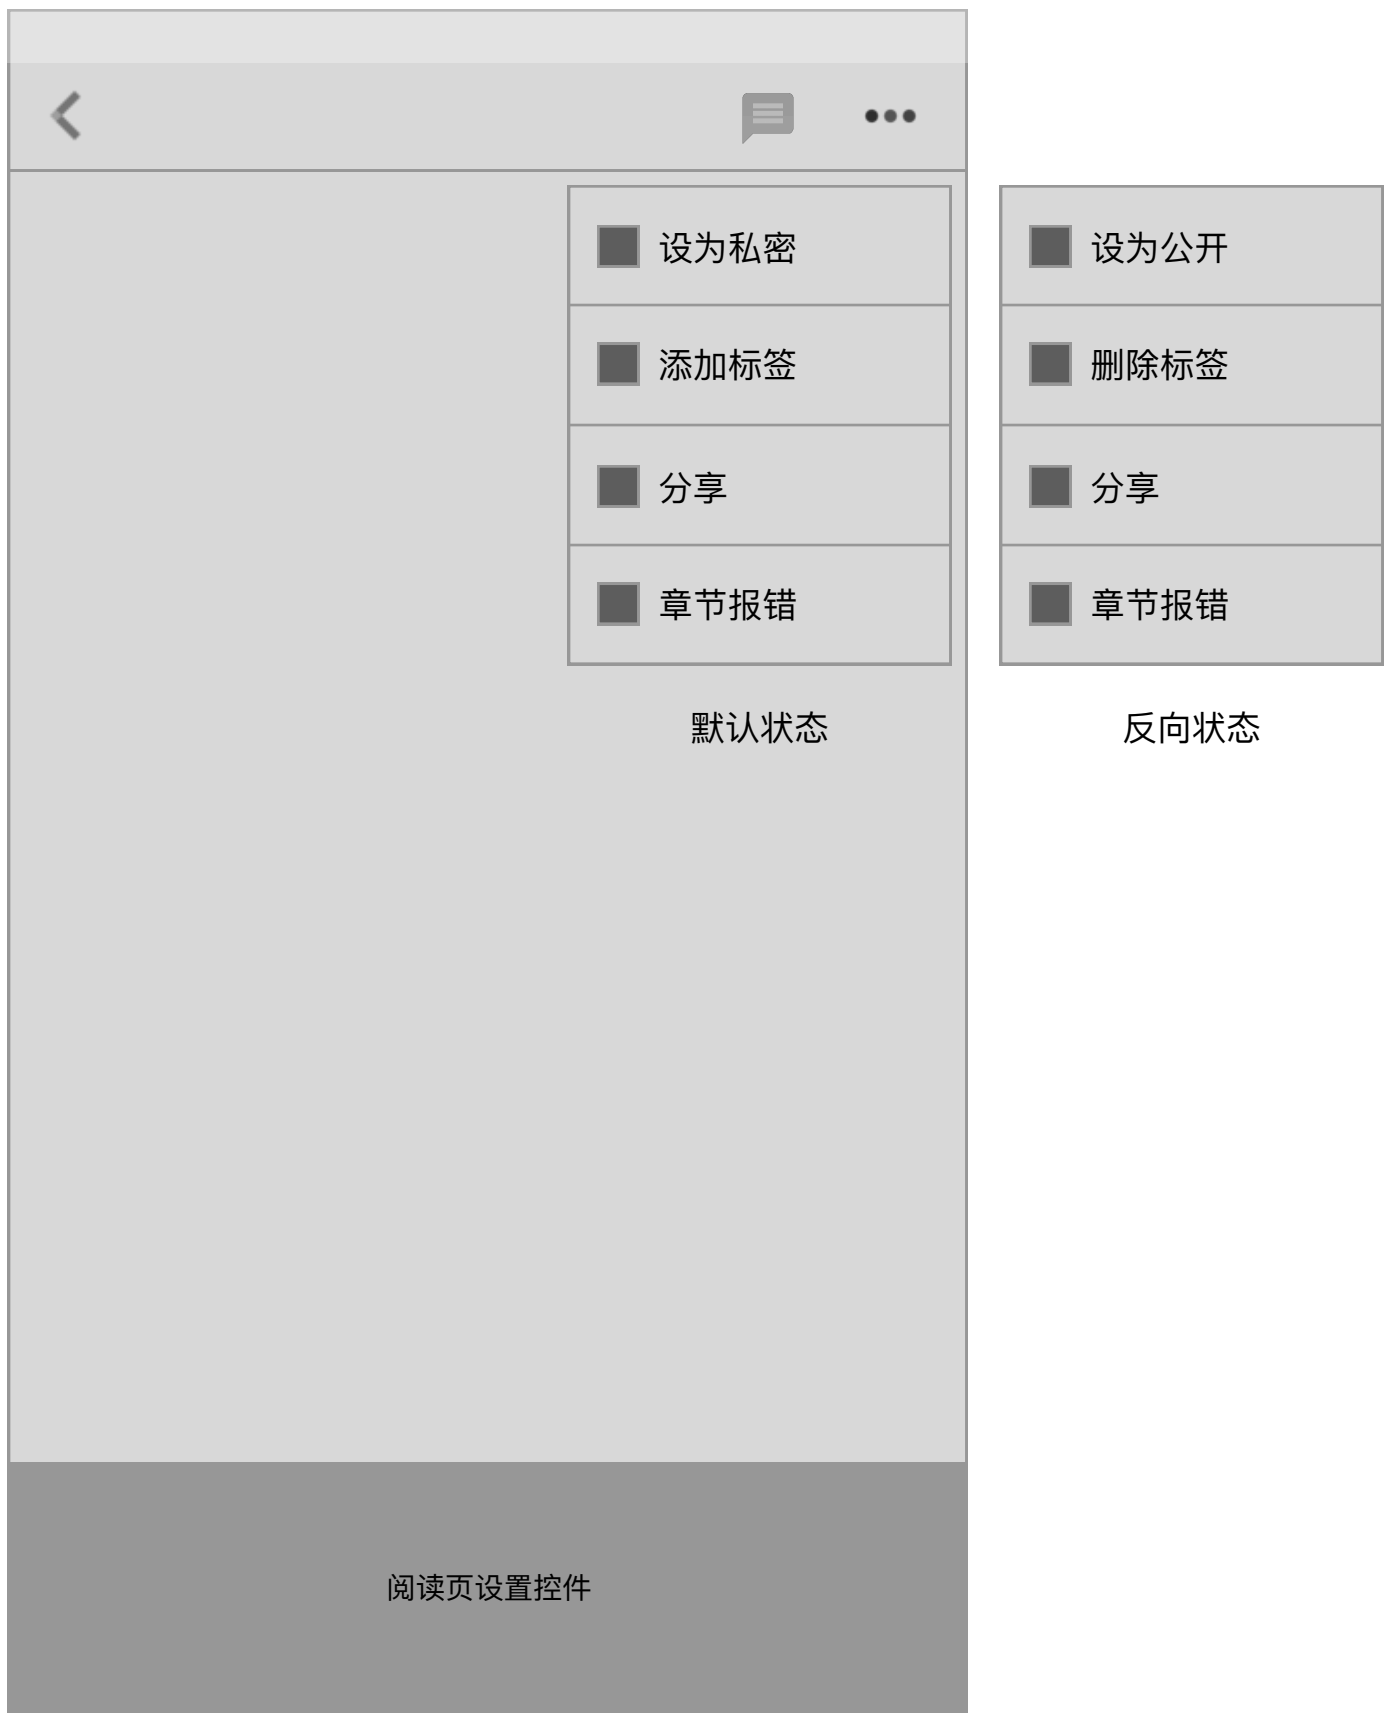 设为私密
添加标签
分享
章节报错
默认状态
设为公开
删除标签
分享
章节报错
反向状态
阅读页设置控件